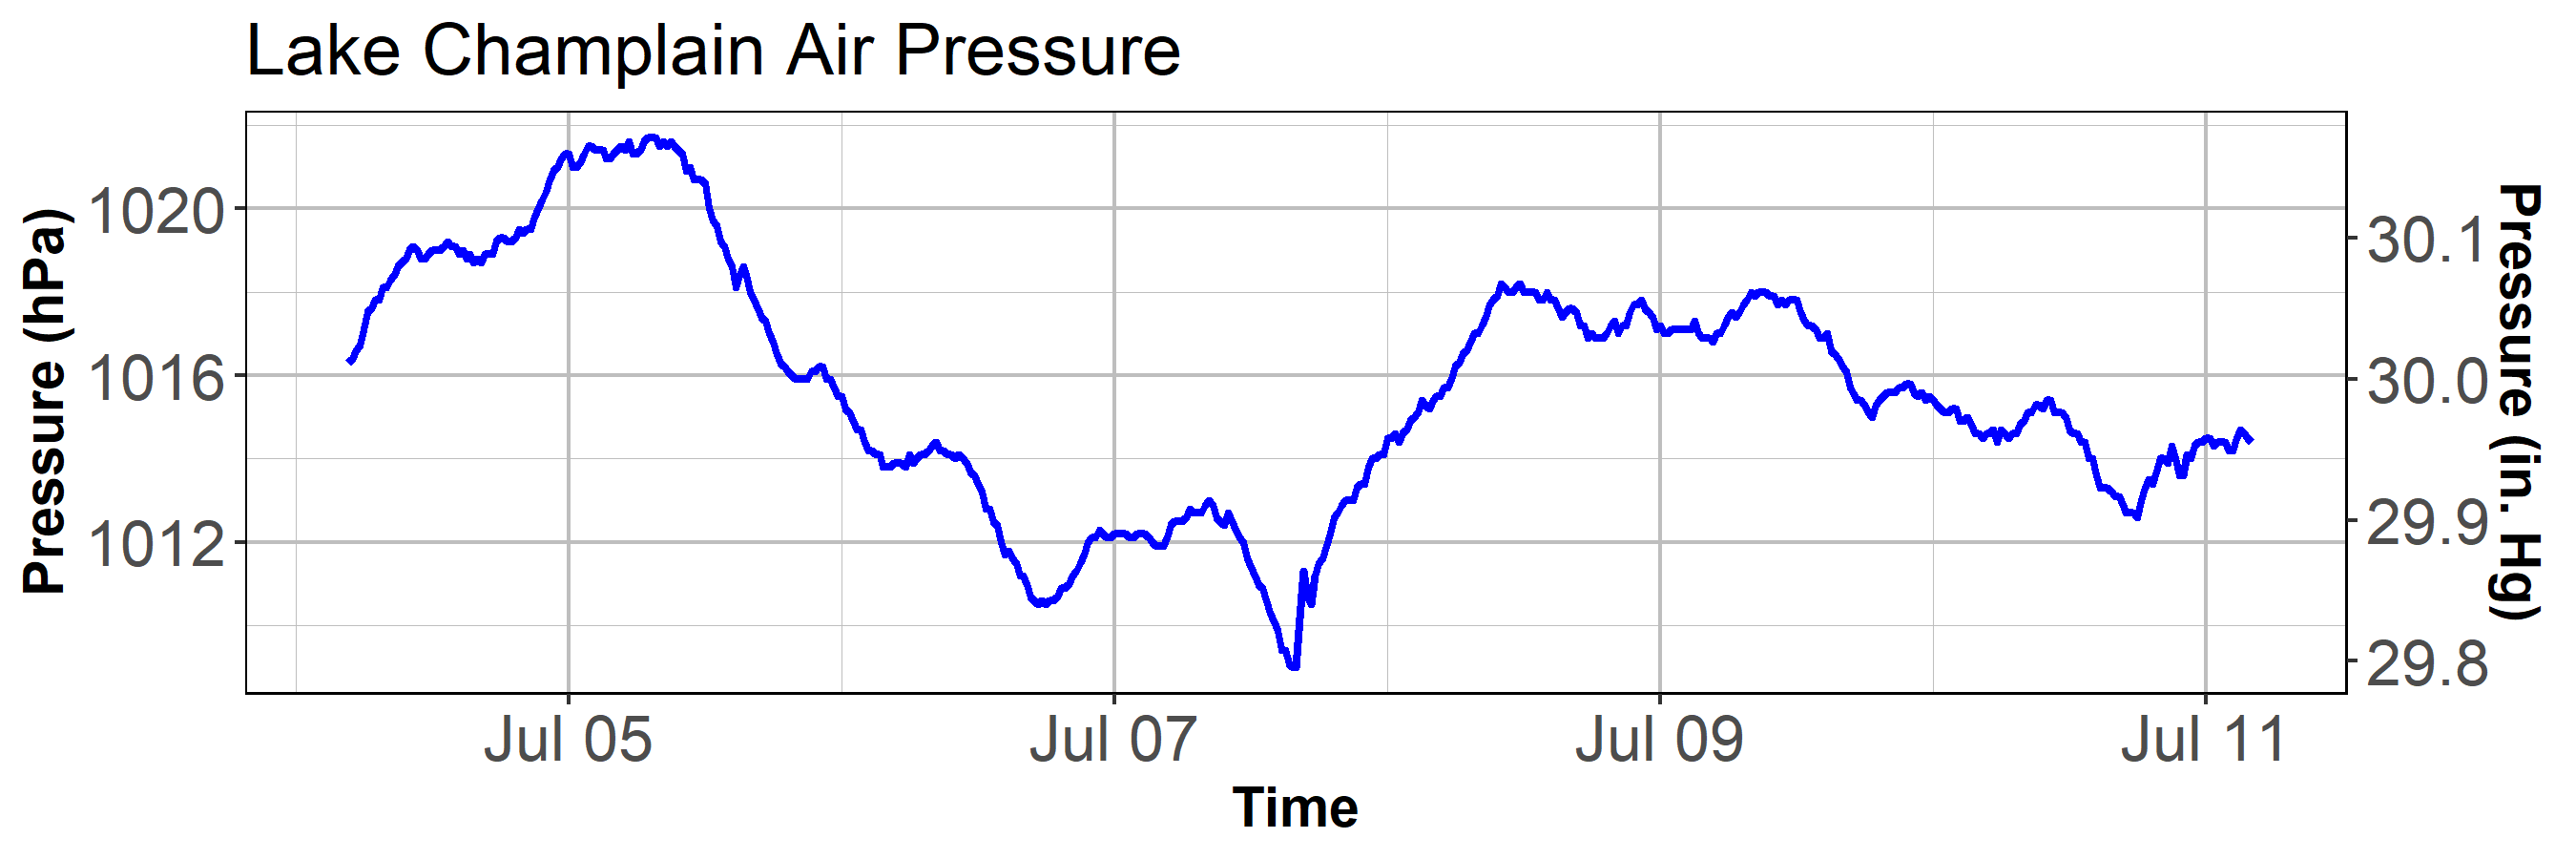 Lake Champlain Air Pressure
Pressure (hPa)
1020
1016
1012
30.1
30.0
29.9
29.8
Pressure (in. Hg)
Jul 05 Jul 07 Jul 09 Jul 11
Time